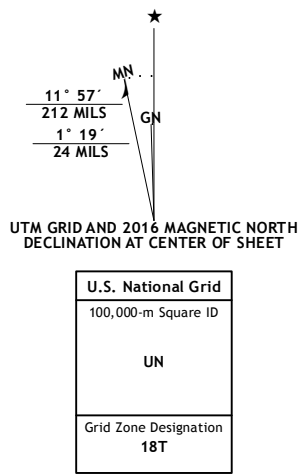 MN
11° 57´
212 MILS
GN
1° 19´
24 MILS
UTM GRID AND 2016 MAGNETIC NORTH
DECLINATION AT CENTER OF SHEET
U.S. National Grid
100,000-m Square ID
UN
Grid Zone Designation
18T